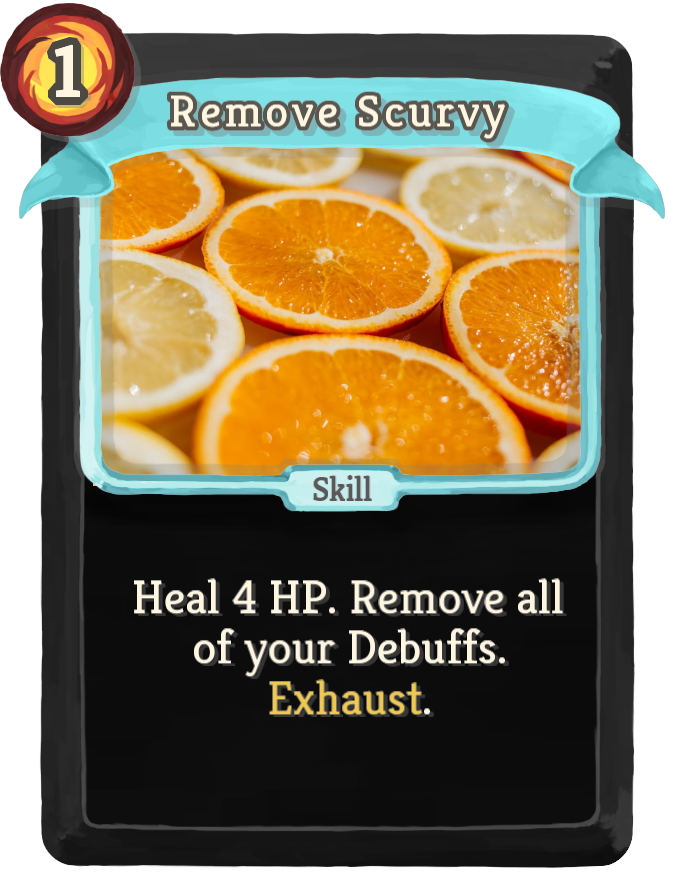 1
Remove Scurvy
Skill
Heal 4 HP. Remove all
of your Debuffs.
Exhaust.